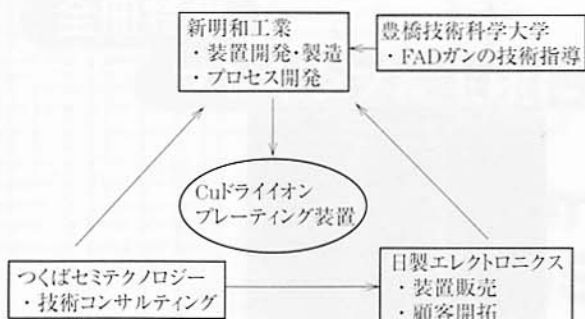 新明和工業
・装置開発・製造
・プロセス開発
豊橋技術科学大学
・FADガンの技術指導
Cuドライイオン
プレーティング装置
つくばセミテクノロジー
・技術コンサルティング
日製エレクトロニクス
・装置販売
・顧客開拓